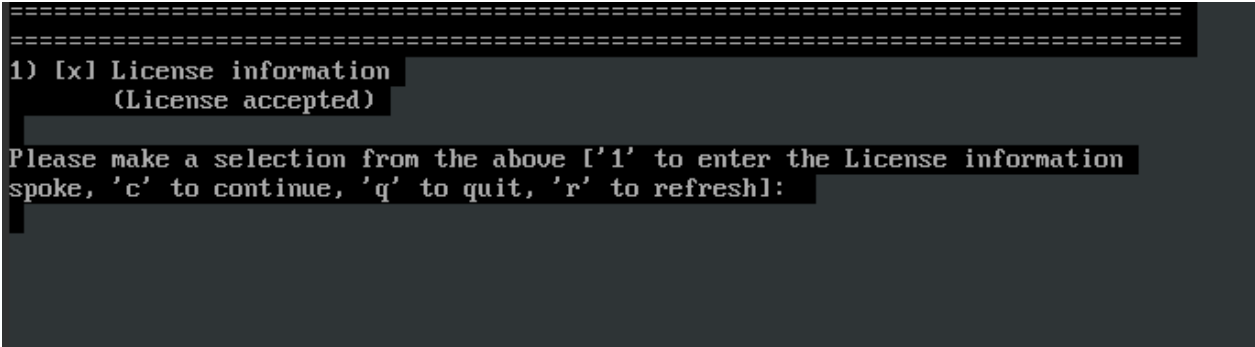 ================================================================================
================================================================================
1) [x] License information
       (License accepted)
Please make a selection from the above ['1' to enter the License information
spoke, 'c' to continue, 'q' to quit, 'r' to refresh]: